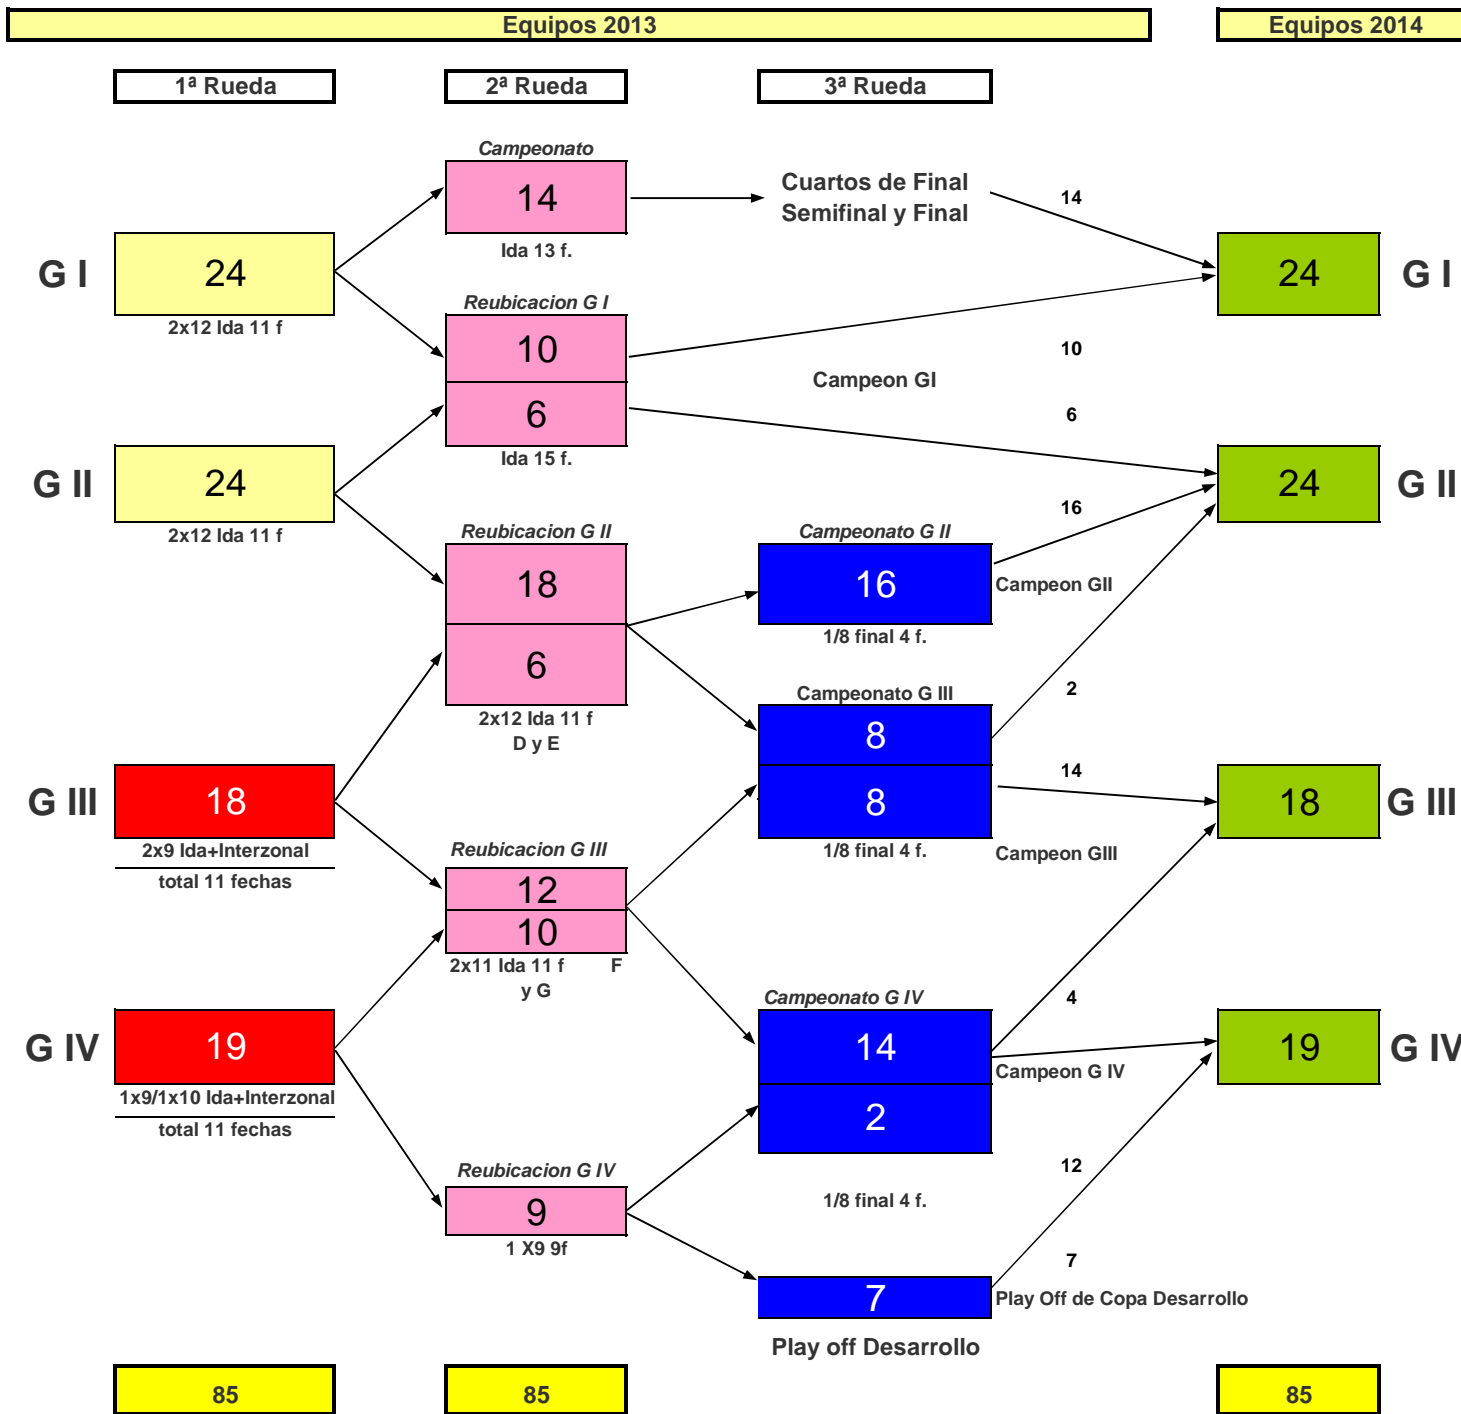 Equipos 2013
Equipos 2014
1ª Rueda
2ª Rueda
3ª Rueda
Campeonato
14
Ida 13 f.
Cuartos de Final
Semifinal y Final
14
G I
24
2x12 Ida 11 f
24
G I
Reubicacion G I
10
6
Ida 15 f.
10
Campeon GI
6
G II
24
2x12 Ida 11 f
24
G II
16
Reubicacion G II
18
6
2x12 Ida 11 f
D y E
Campeonato G II
16
1/8 final 4 f.
Campeon GII
2
Campeonato G III
8
8
1/8 final 4 f.
14
Campeon GIII
G III
18
2x9 Ida+Interzonal
total 11 fechas
18
G III
Reubicacion G III
12
10
2x11 Ida 11 f F
y G
Campeonato G IV
14
2
1/8 final 4 f.
4
Campeon G IV
G IV
19
1x9/1x10 Ida+Interzonal
total 11 fechas
19
G IV
12
Reubicacion G IV
9
1 X9 9f
7
7
Play Off de Copa Desarrollo
Play off Desarrollo
85
85
85